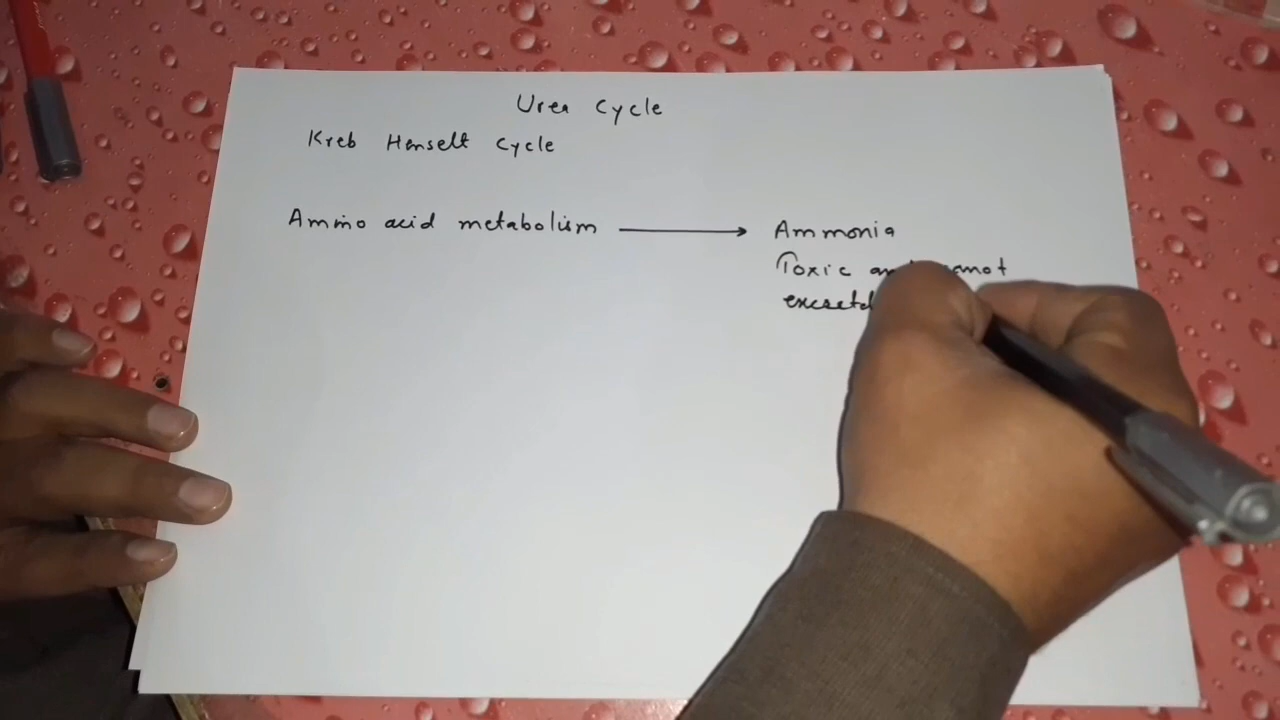 Urea Cycle
Kreb Henselt Cycle
Amino acid metabolism → Ammonia
Toxic